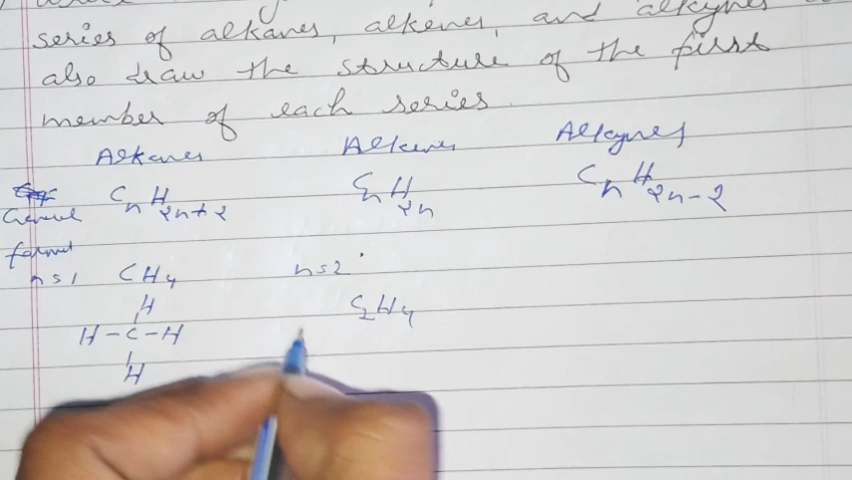 series of alkanes, alkenes, and alkynes
also draw the structure of the first
member of each series.
Alkanes Alkenes Alkynes
General CnH2n+2 CnH2n CnH2n-2
n=1 CH4 n=2
C2H4
H
H-C-H
H